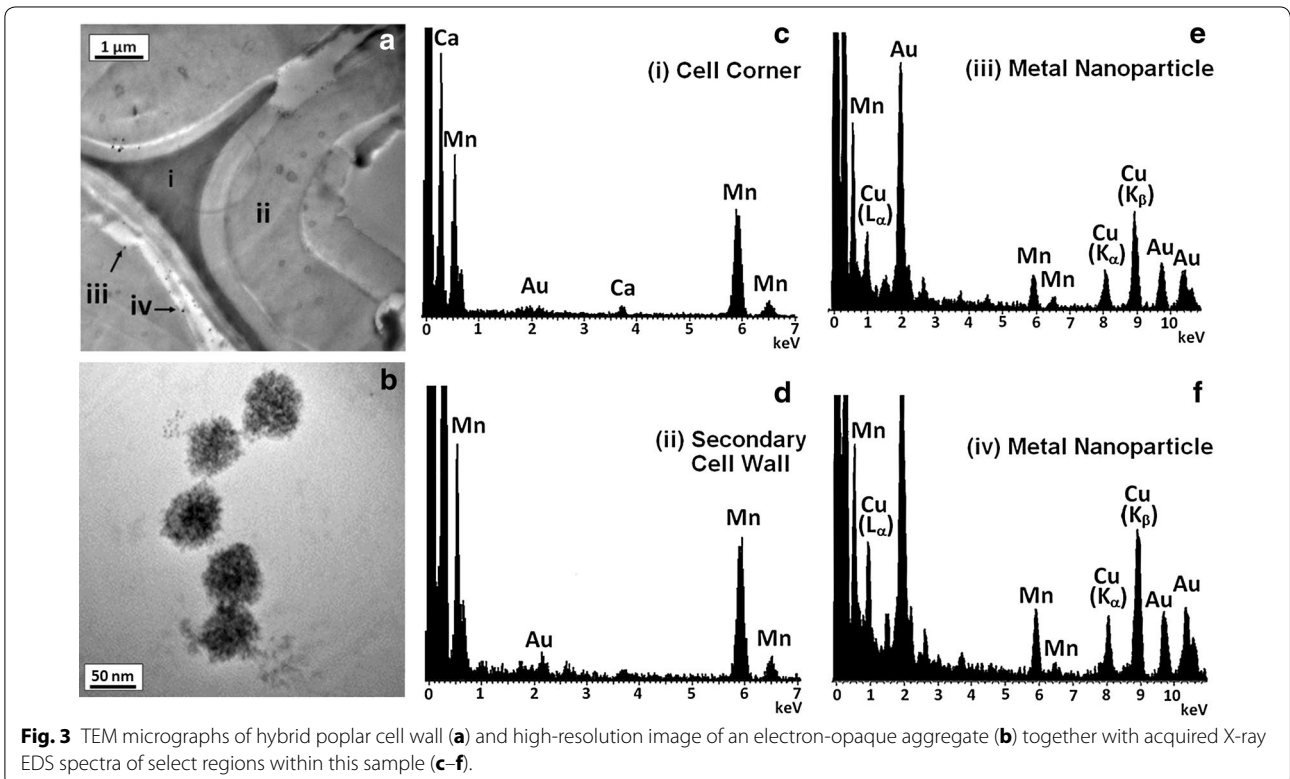 1 µm
a
i
ii
iii
iv
b
50 nm
c
(i) Cell Corner
Ca
Mn
Au
Ca
Mn
Mn
0 1 2 3 4 5 6 7
keV
d
(ii) Secondary
Cell Wall
Mn
Au
Mn
Mn
0 1 2 3 4 5 6 7
keV
e
(iii) Metal Nanoparticle
Au
Mn
Cu
(Lα)
Mn
Mn
Cu
(Kα)
Cu
(Kβ)
Au
Au
0 1 2 3 4 5 6 7 8 9 10
keV
f
(iv) Metal Nanoparticle
Mn
Cu
(Lα)
Mn
Mn
Cu
(Kα)
Cu
(Kβ)
Au
Au
0 1 2 3 4 5 6 7 8 9 10
keV
Fig. 3 TEM micrographs of hybrid poplar cell wall (a) and high-resolution image of an electron-opaque aggregate (b) together with acquired X-ray
EDS spectra of select regions within this sample (c–f).